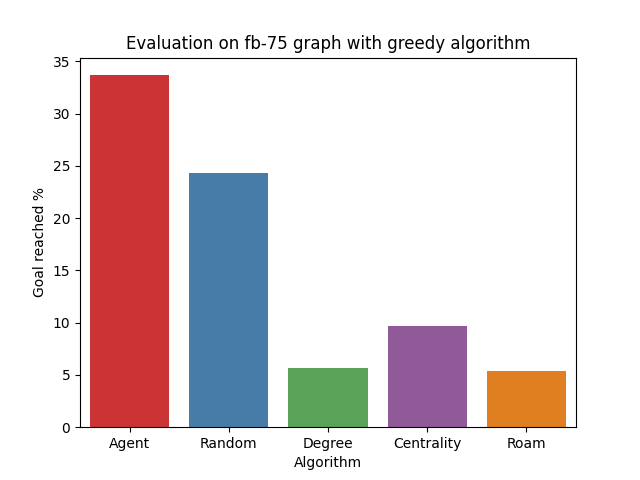 Evaluation on fb-75 graph with greedy algorithm
Goal reached %
35
30
25
20
15
10
5
0
Agent Random Degree Centrality Roam
Algorithm